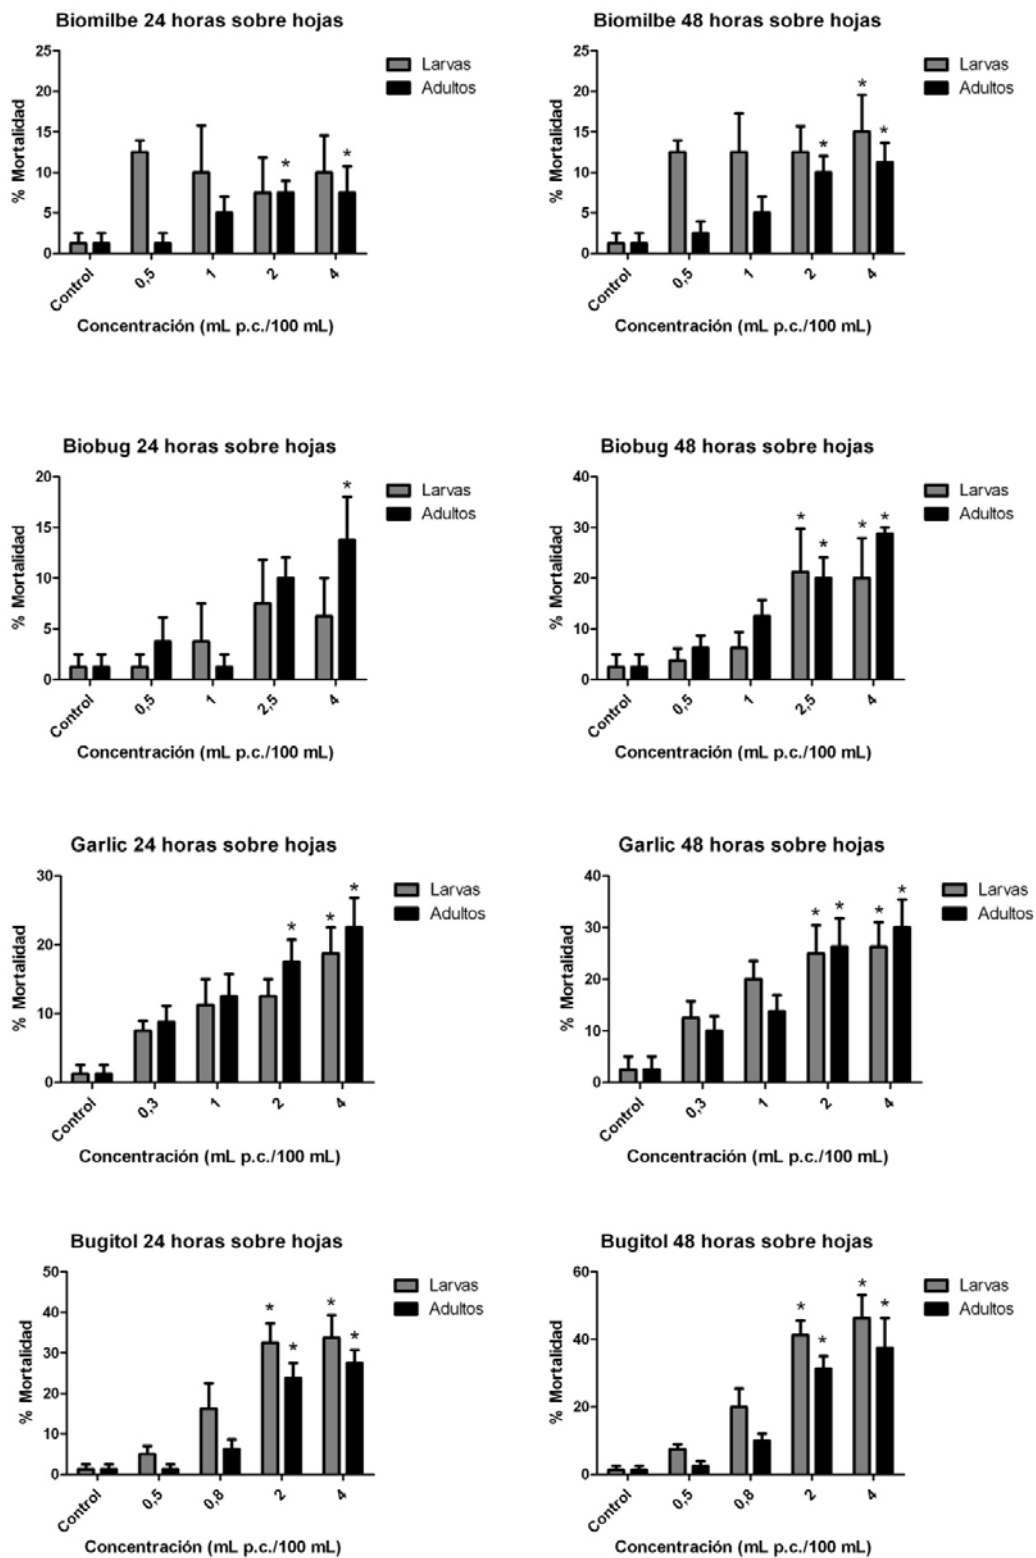 Biomilbe 24 horas sobre hojas
25
20
15
10
5
0
% Mortalidad
* *
Larvas
Adultos
Control 0,5 1 2 4
Concentración (mL p.c./100 mL)
Biomilbe 48 horas sobre hojas
25
20
15
10
5
0
% Mortalidad
* * *
Larvas
Adultos
Control 0,5 1 2 4
Concentración (mL p.c./100 mL)
Biobug 24 horas sobre hojas
20
15
10
5
0
% Mortalidad
*
Larvas
Adultos
Control 0,5 1 2,5 4
Concentración (mL p.c./100 mL)
Biobug 48 horas sobre hojas
40
30
20
10
0
% Mortalidad
* * * *
Larvas
Adultos
Control 0,5 1 2,5 4
Concentración (mL p.c./100 mL)
Garlic 24 horas sobre hojas
30
20
10
0
% Mortalidad
* * *
Larvas
Adultos
Control 0,3 1 2 4
Concentración (mL p.c./100 mL)
Garlic 48 horas sobre hojas
40
30
20
10
0
% Mortalidad
* * * *
Larvas
Adultos
Control 0,3 1 2 4
Concentración (mL p.c./100 mL)
Bugitol 24 horas sobre hojas
50
40
30
20
10
0
% Mortalidad
* * * *
Larvas
Adultos
Control 0,5 0,8 2 4
Concentración (mL p.c./100 mL)
Bugitol 48 horas sobre hojas
60
40
20
0
% Mortalidad
* * * *
Larvas
Adultos
Control 0,5 0,8 2 4
Concentración (mL p.c./100 mL)